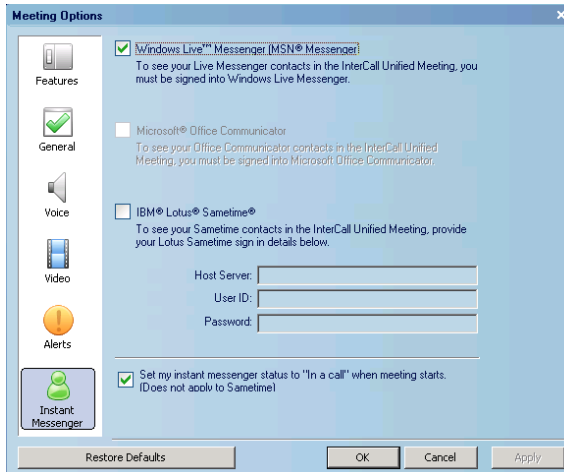 Meeting Options
Features
General
Voice
Video
Alerts
Instant
Messenger
Windows Live™ Messenger (MSN® Messenger)
To see your Live Messenger contacts in the InterCall Unified Meeting, you
must be signed into Windows Live Messenger.
Microsoft® Office Communicator
To see your Office Communicator contacts in the InterCall Unified
Meeting, you must be signed into Microsoft Office Communicator.
IBM® Lotus® Sametime®
To see your Sametime contacts in the InterCall Unified Meeting, provide
your Lotus Sametime sign in details below.
Host Server:
User ID:
Password:
Set my instant messenger status to "In a call" when meeting starts.
(Does not apply to Sametime)
Restore Defaults
OK
Cancel
Apply